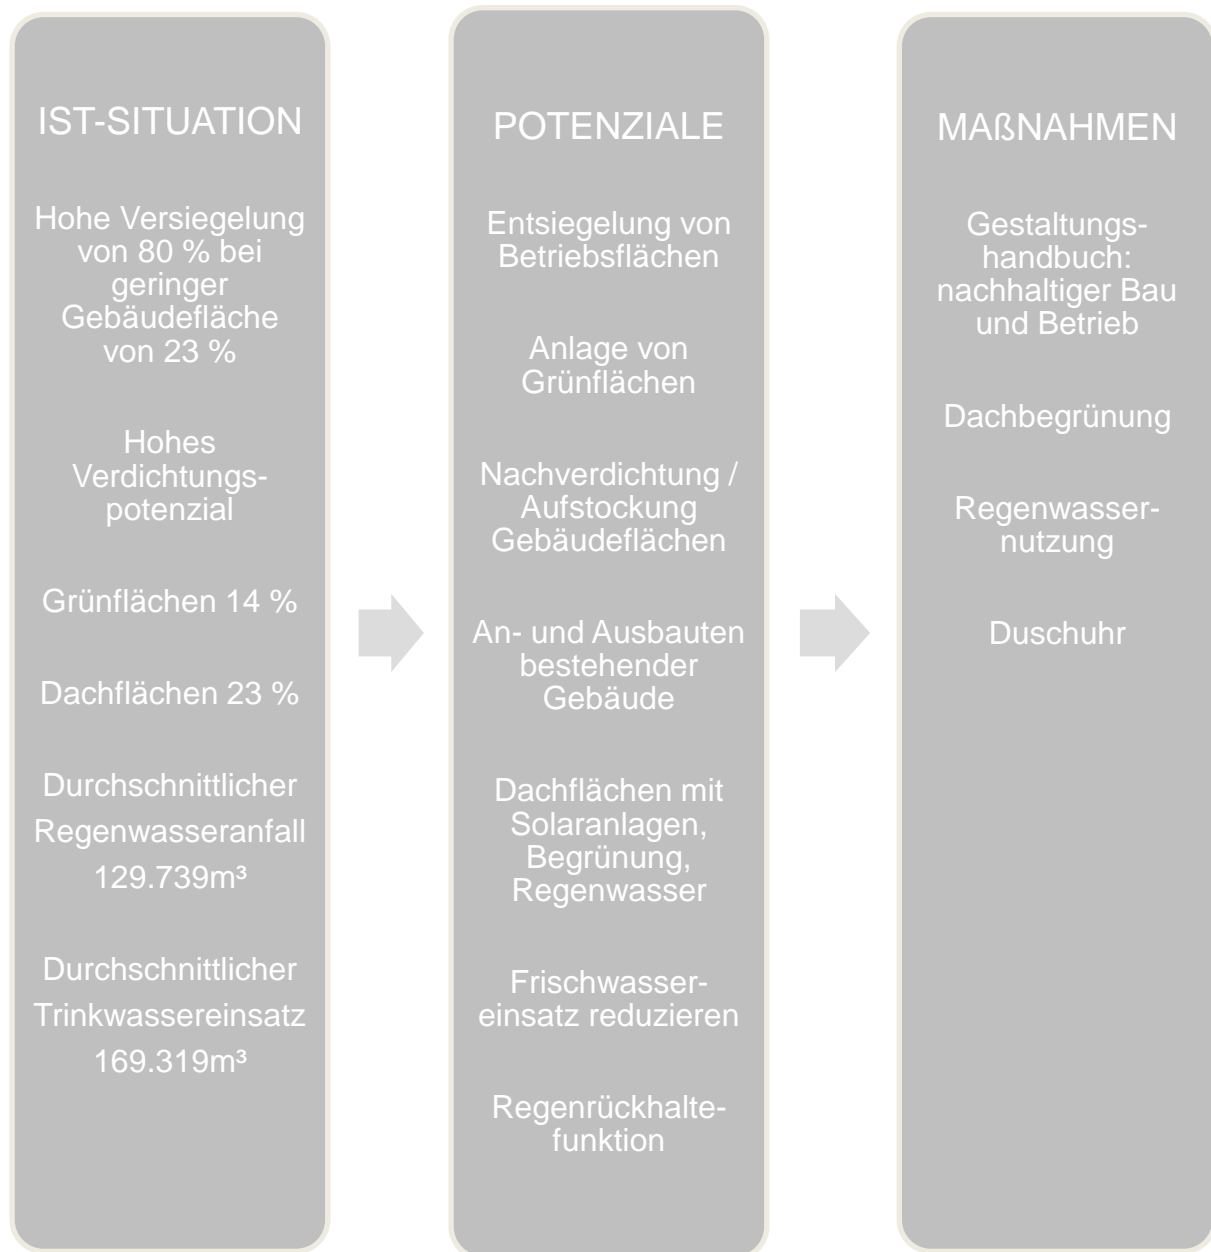 IST-SITUATION
Hohe Versiegelung
von 80 % bei
geringer
Gebäudefläche
von 23 %
Hohes
Verdichtungs-
potenzial
Grünflächen 14 %
Dachflächen 23 %
Durchschnittlicher
Regenwasseranfall
129.739m³
Durchschnittlicher
Trinkwassereinsatz
169.319m³
POTENZIALE
Entsiegelung von
Betriebsflächen
Anlage von
Grünflächen
Nachverdichtung /
Aufstockung
Gebäudeflächen
An- und Ausbauten
bestehender
Gebäude
Dachflächen mit
Solaranlagen,
Begrünung,
Regenwasser
Frischwasser-
einsatz reduzieren
Regenrückhalte-
funktion
MAßNAHMEN
Gestaltungs-
handbuch:
nachhaltiger Bau
und Betrieb
Dachbegrünung
Regenwasser-
nutzung
Duschuhr